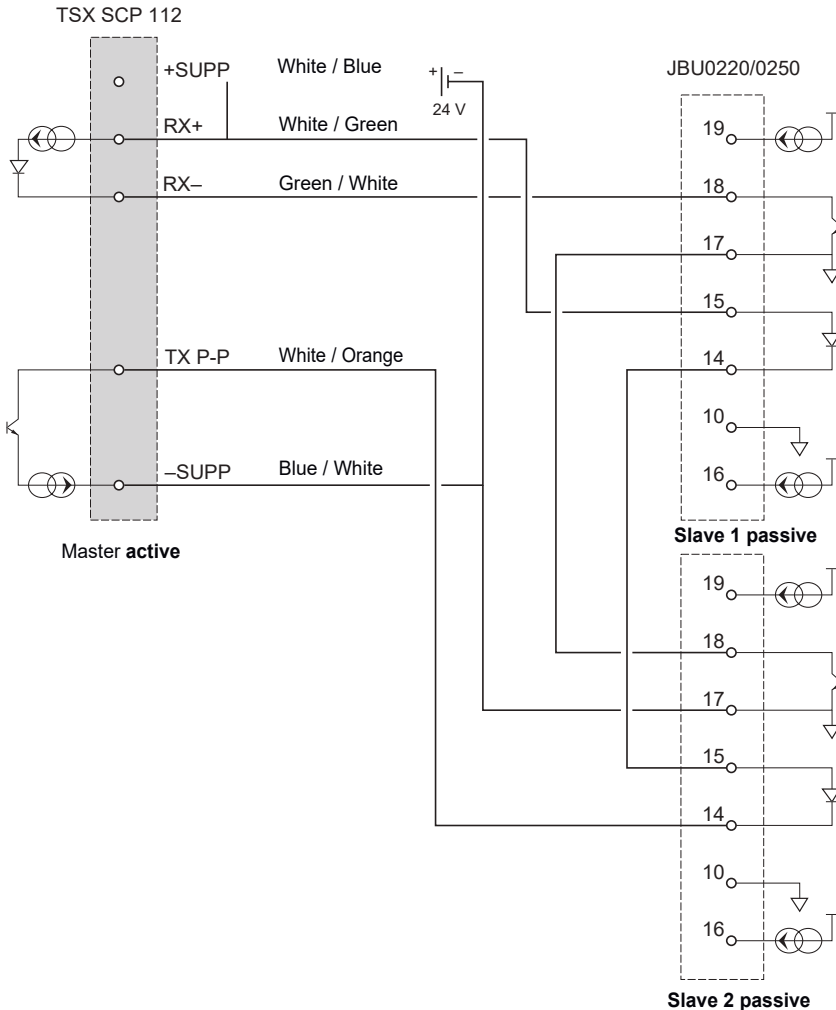 TSX SCP 112
+SUPP White / Blue
+ –
24 V
RX+ White / Green
RX– Green / White
TX P-P White / Orange
–SUPP Blue / White
Master active
JBU0220/0250
19
18
17
15
14
10
16
Slave 1 passive
19
18
17
15
14
10
16
Slave 2 passive